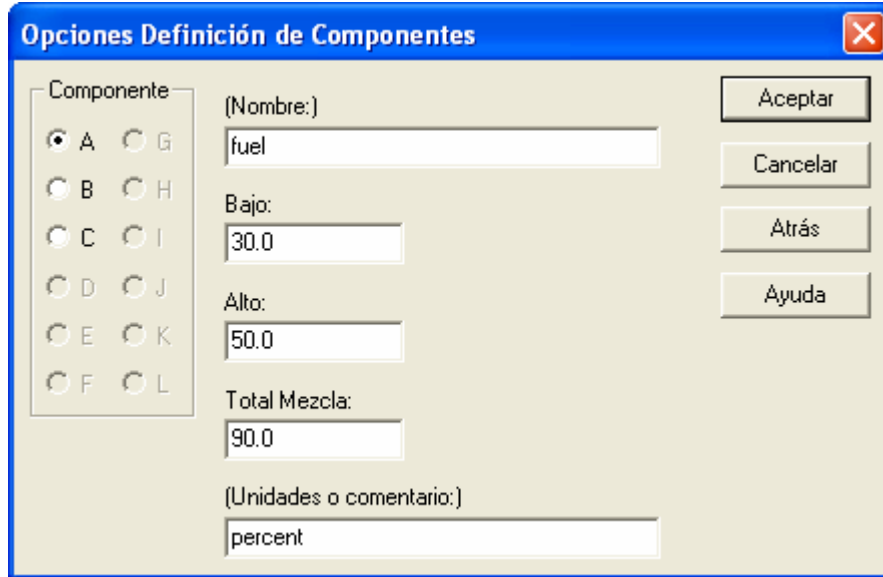 Opciones Definición de Componentes
Componente
A G
B H
C I
D J
E K
F L
(Nombre:)
fuel
Bajo:
30.0
Alto:
50.0
Total Mezcla:
90.0
(Unidades o comentario:)
percent
Aceptar
Cancelar
Atrás
Ayuda